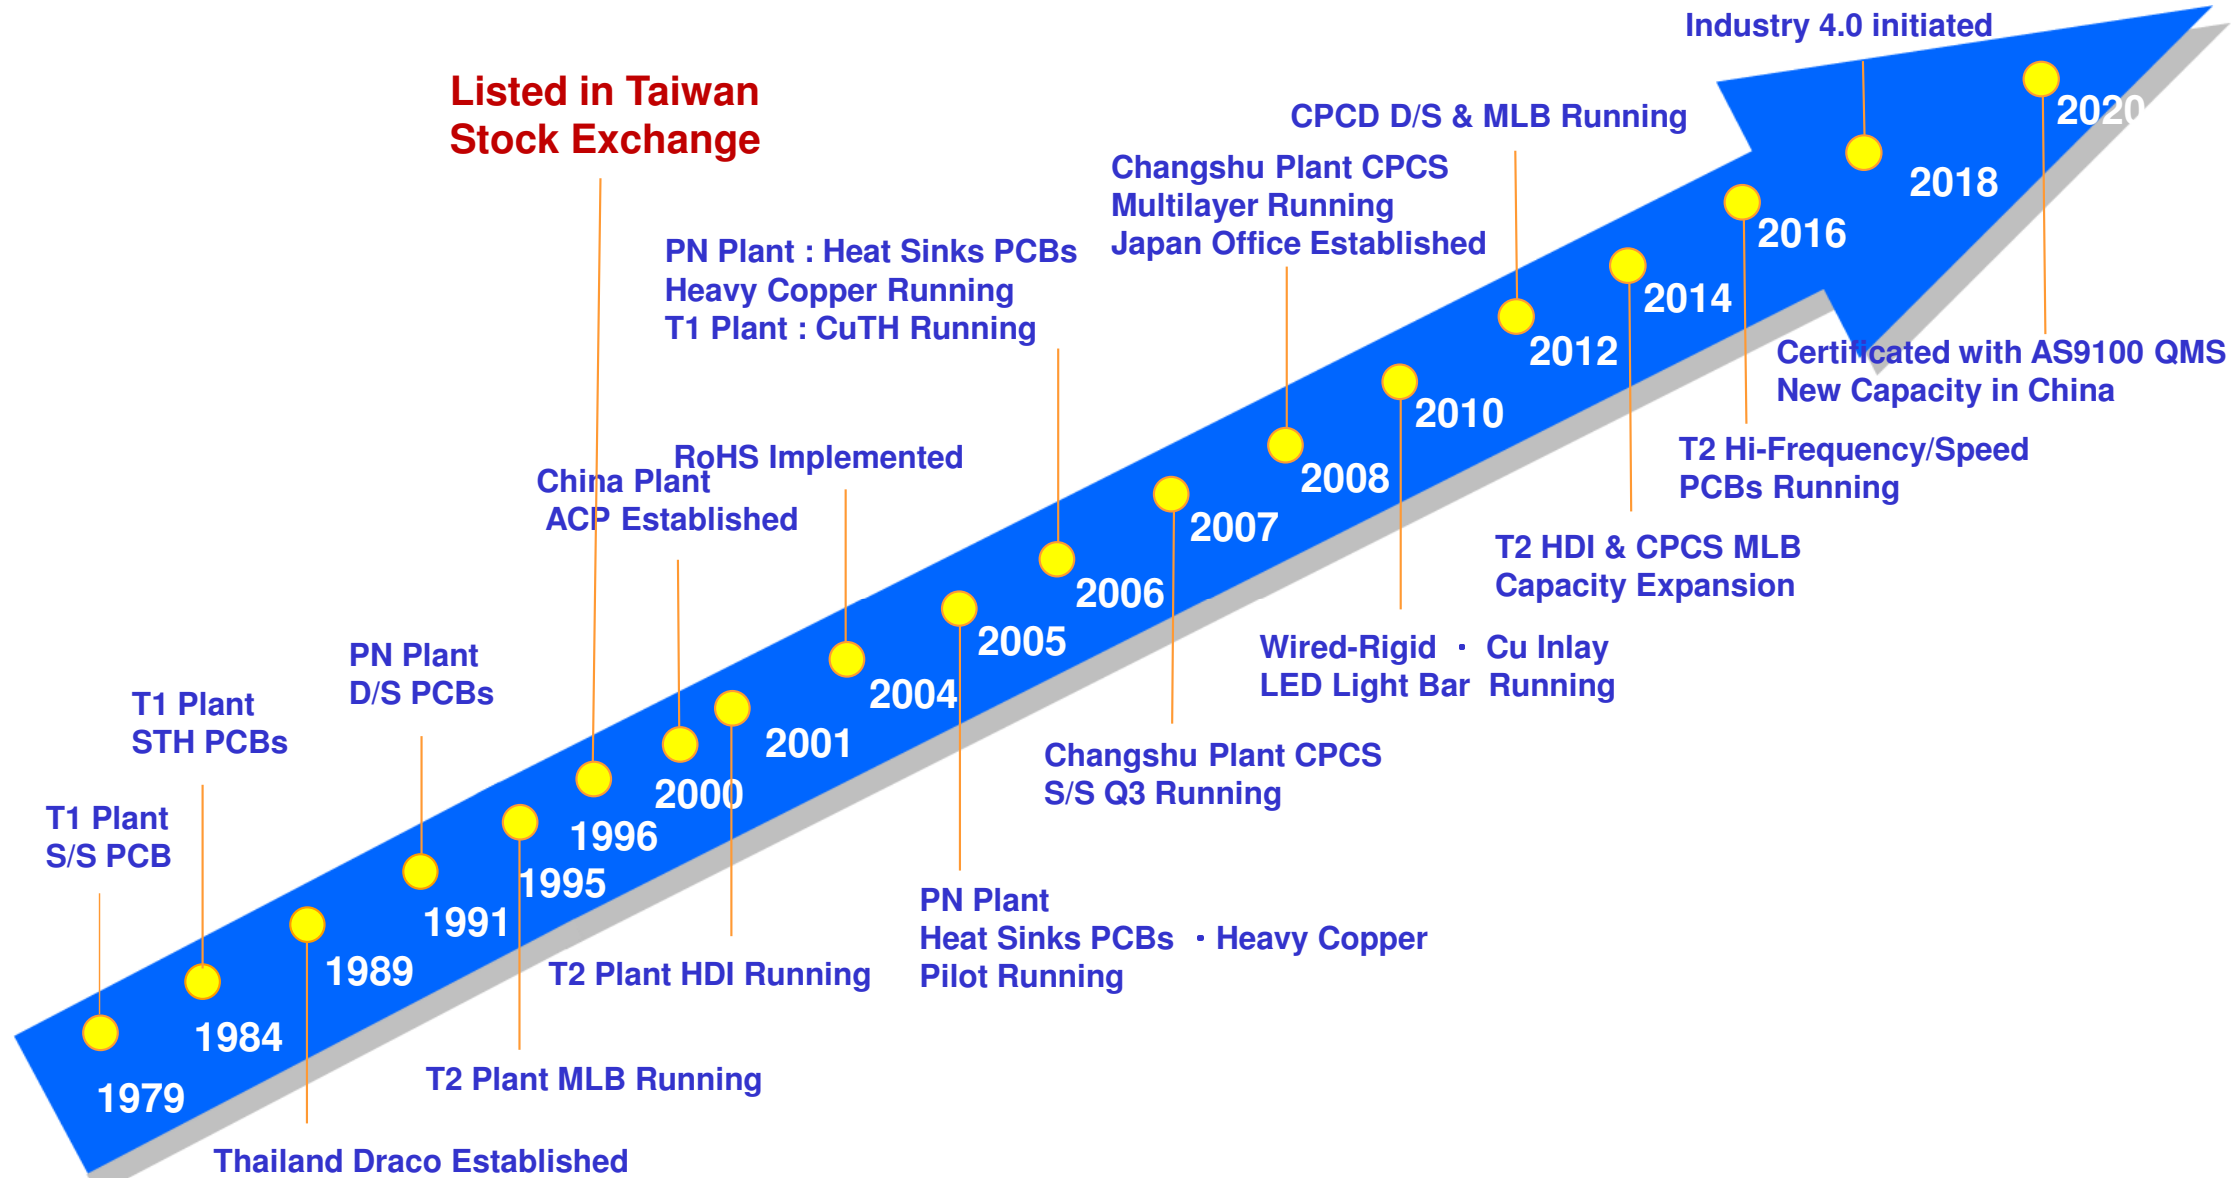 Industry 4.0 initiated
Listed in Taiwan
Stock Exchange
CPCD D/S & MLB Running
Changshu Plant CPCS
Multilayer Running
Japan Office Established
PN Plant : Heat Sinks PCBs
Heavy Copper Running
T1 Plant : CuTH Running
RoHS Implemented
China Plant
ACP Established
PN Plant
D/S PCBs
T1 Plant
STH PCBs
T1 Plant
S/S PCB
1979
1984
1989
1991
1995
1996
2000
2001
2004
2005
2006
2007
2008
2010
2012
2014
2016
2018
2020
Certificated with AS9100 QMS
New Capacity in China
T2 Hi-Frequency/Speed
PCBs Running
T2 HDI & CPCS MLB
Capacity Expansion
Wired-Rigid · Cu Inlay
LED Light Bar Running
Changshu Plant CPCS
S/S Q3 Running
PN Plant
Heat Sinks PCBs · Heavy Copper
Pilot Running
T2 Plant HDI Running
T2 Plant MLB Running
Thailand Draco Established